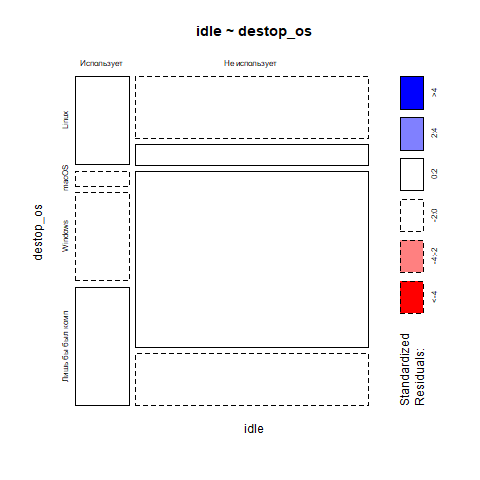 idle ~ destop_os
Использует
Не использует
Linux
macOS
Windows
Лишь бы был комп
destop_os
idle
>4
2:4
0:2
-2:0
-4:-2
<-4
Standardized
Residuals: